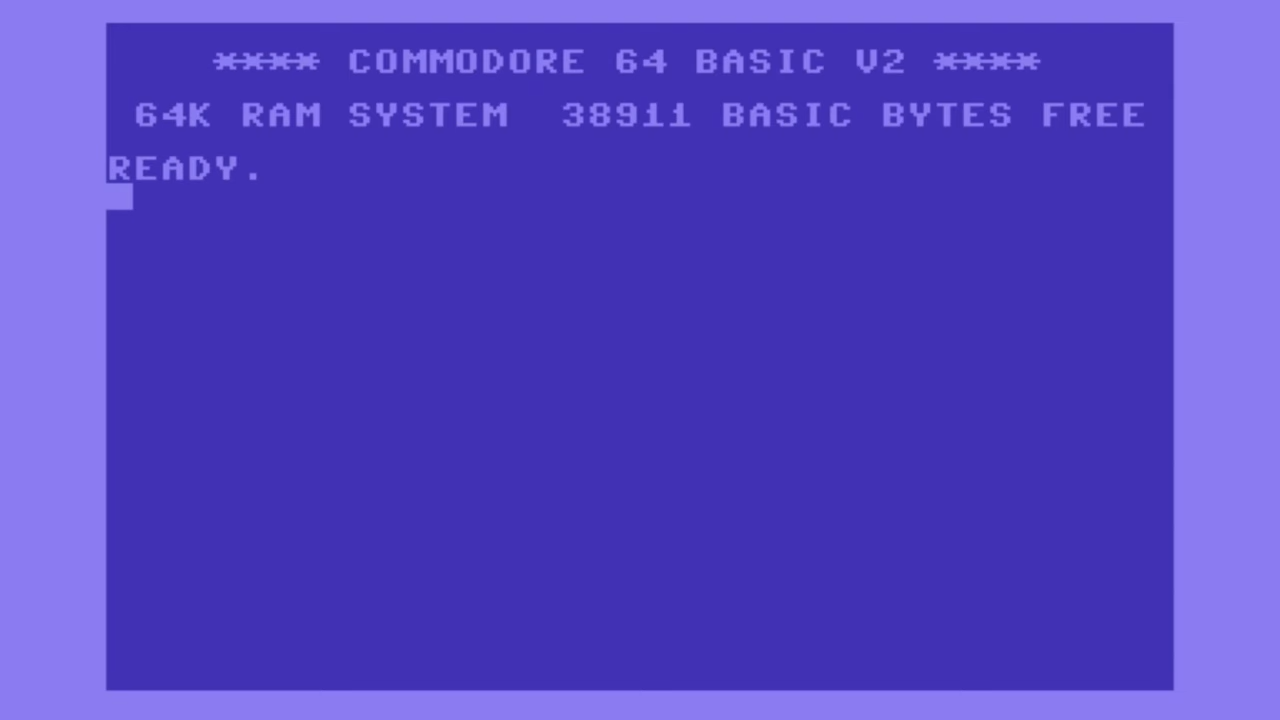 **** COMMODORE 64 BASIC V2 ****
64K RAM SYSTEM  38911 BASIC BYTES FREE
READY.